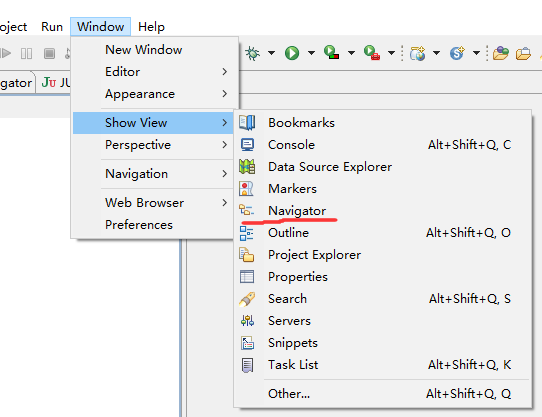 oject Run Window Help
New Window
Editor
Appearance
Show View
Perspective
Navigation
Web Browser
Preferences
igator
JU JU
Bookmarks
Console Alt+Shift+Q, C
Data Source Explorer
Markers
Navigator
Outline Alt+Shift+Q, O
Project Explorer
Properties
Search Alt+Shift+Q, S
Servers
Snippets
Task List Alt+Shift+Q, K
Other... Alt+Shift+Q, Q